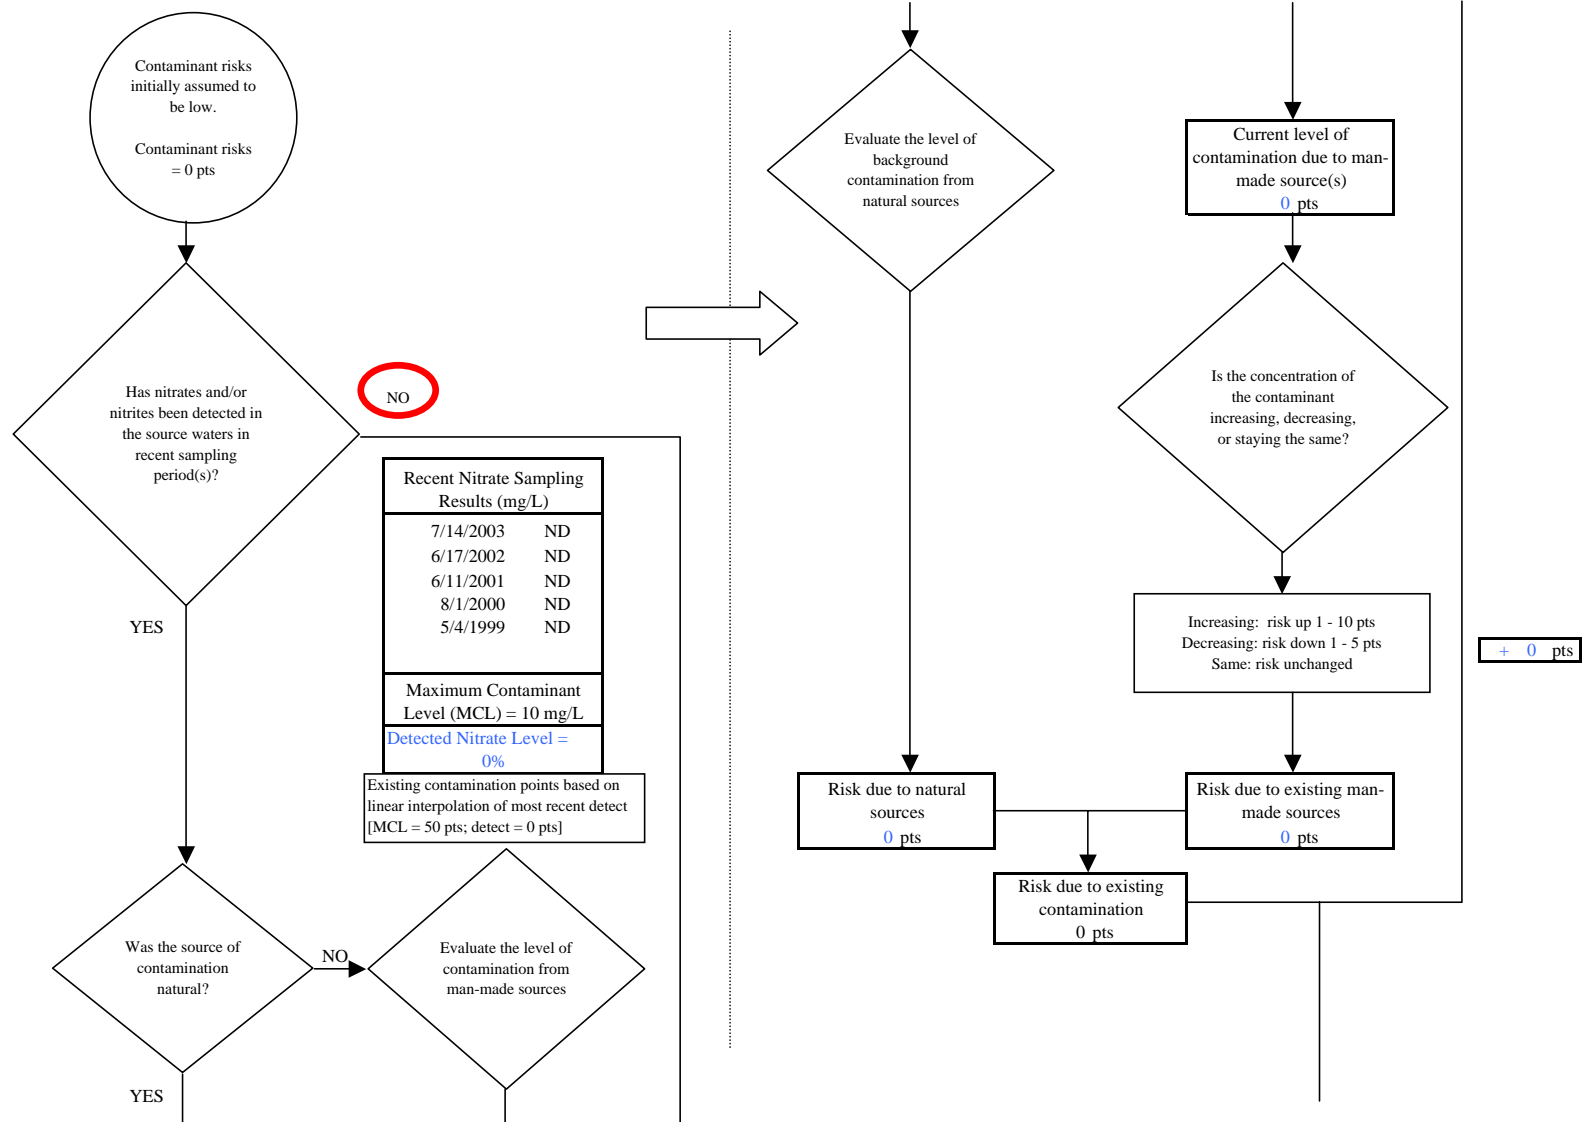 Contaminant risks
initially assumed to
be low.
Contaminant risks
= 0 pts
Has nitrates and/or
nitrites been detected in
the source waters in
recent sampling
period(s)?
NO
YES
Recent Nitrate Sampling
Results (mg/L)
7/14/2003 ND
6/17/2002 ND
6/11/2001 ND
8/1/2000 ND
5/4/1999 ND
Maximum Contaminant
Level (MCL) = 10 mg/L
Detected Nitrate Level =
0%
Existing contamination points based on
linear interpolation of most recent detect
[MCL = 50 pts; detect = 0 pts]
Was the source of
contamination
natural?
NO
YES
Evaluate the level of
contamination from
man-made sources
Evaluate the level of
background
contamination from
natural sources
Current level of
contamination due to man-
made source(s)
0 pts
Is the concentration of
the contaminant
increasing, decreasing,
or staying the same?
Increasing: risk up 1 - 10 pts
Decreasing: risk down 1 - 5 pts
Same: risk unchanged
+ 0 pts
Risk due to natural
sources
0 pts
Risk due to existing man-
made sources
0 pts
Risk due to existing
contamination
0 pts